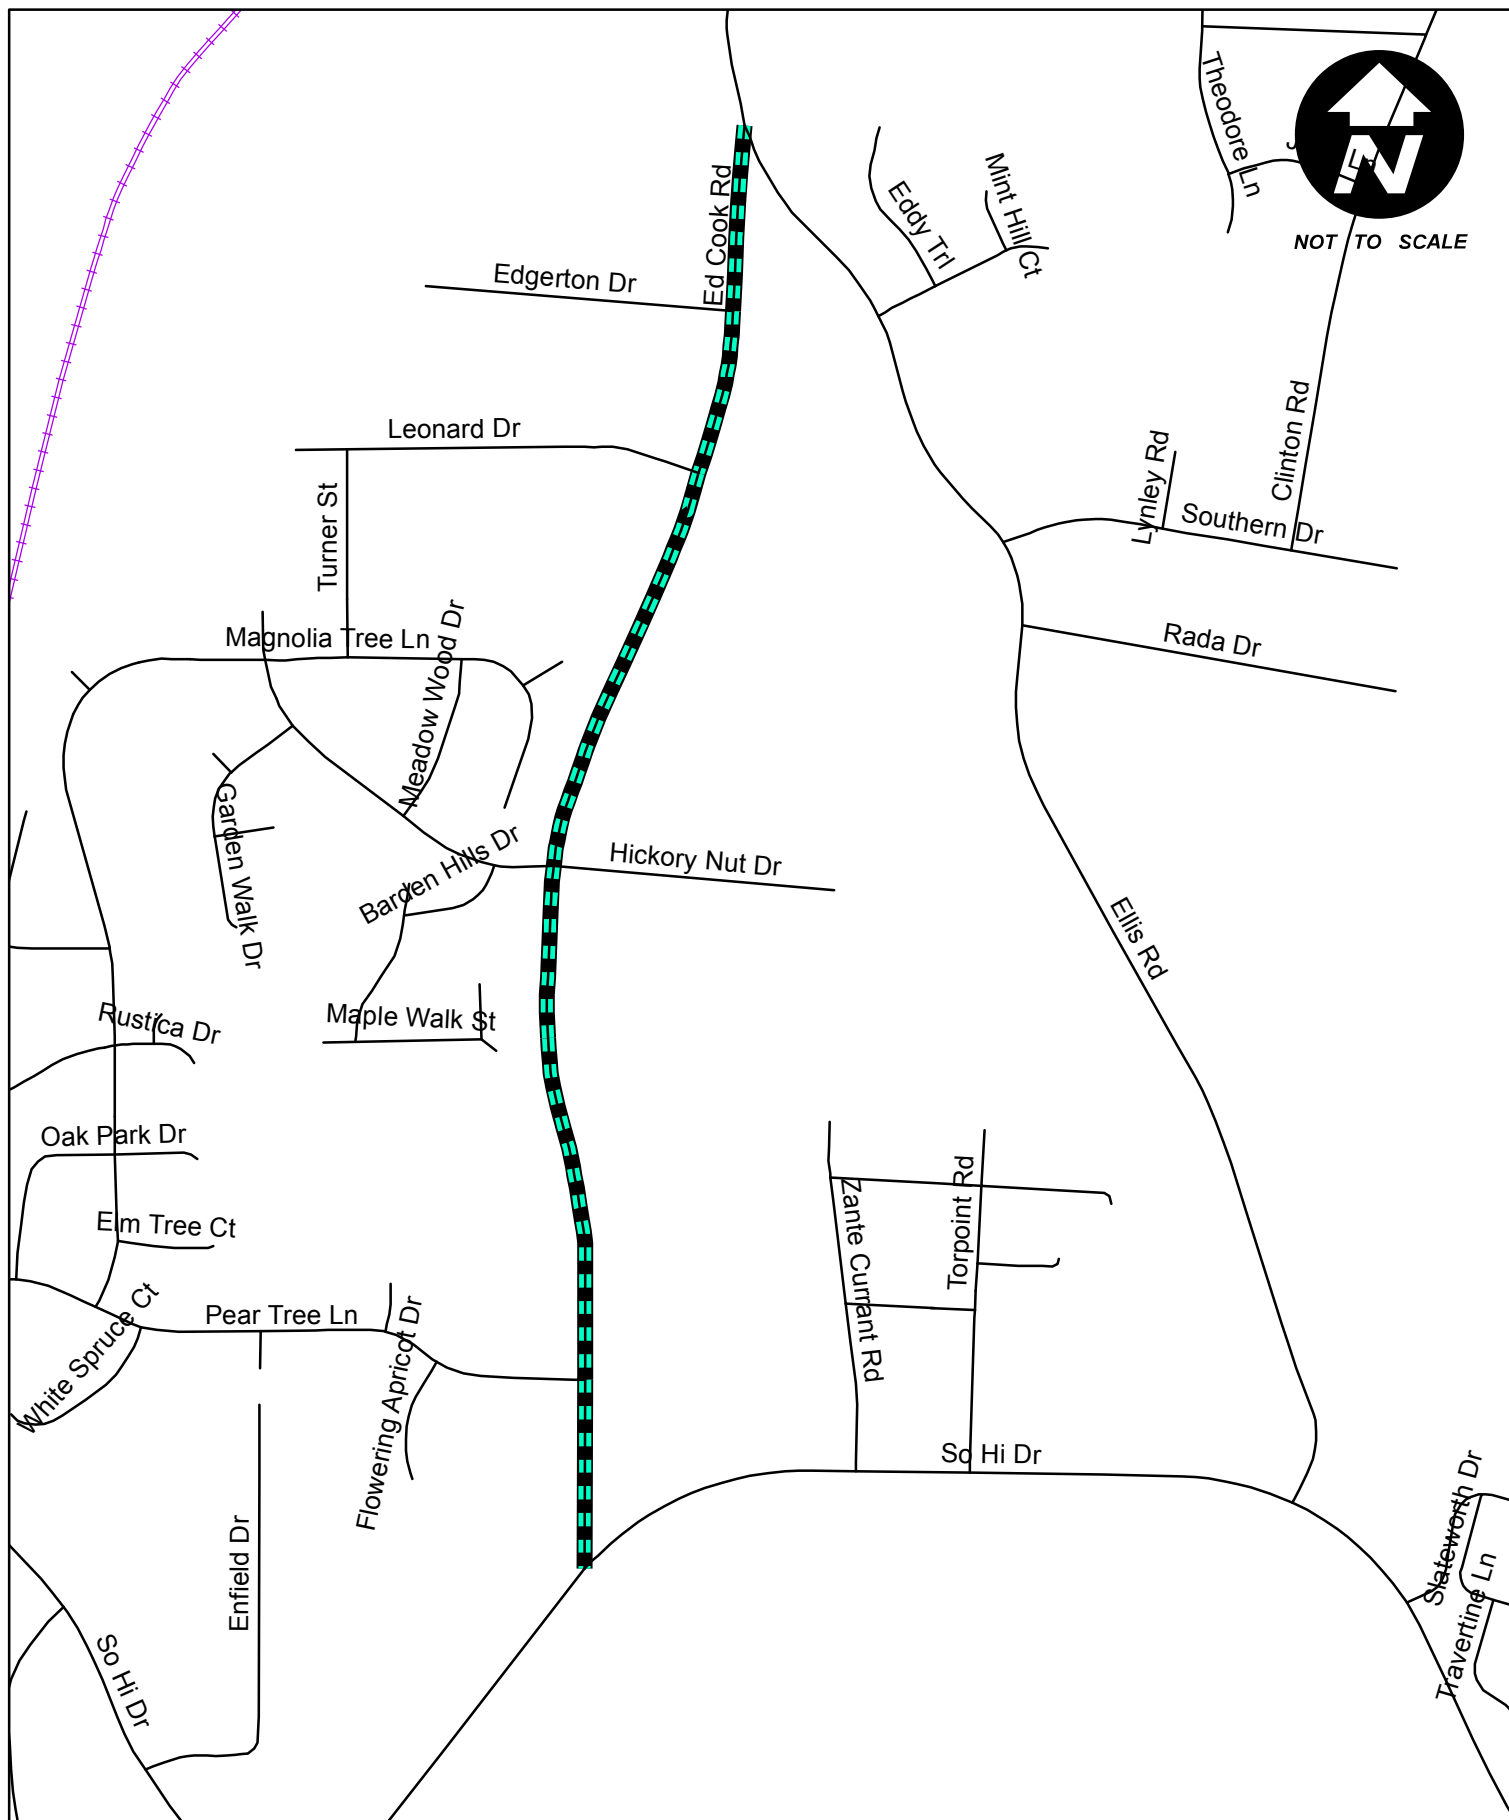 Theodore Ln
N
NOT TO SCALE
Mint Hill Ct
Eddy Trl
Ed Cook Rd
Edgerton Dr
Leonard Dr
Clinton Rd
Lynley Rd
Southern Dr
Turner St
Magnolia Tree Ln
Meadow Wood Dr
Rada Dr
Garden Walk Dr
Barden Hills Dr
Hickory Nut Dr
Ellis Rd
Rustica Dr
Maple Walk St
Oak Park Dr
Elm Tree Ct
Zante Currant Rd
Torpoint Rd
White Spruce Ct
Pear Tree Ln
Flowering Apricot Dr
So Hi Dr
Enfield Dr
Slateworth Dr
Travertine Ln
So Hi Dr